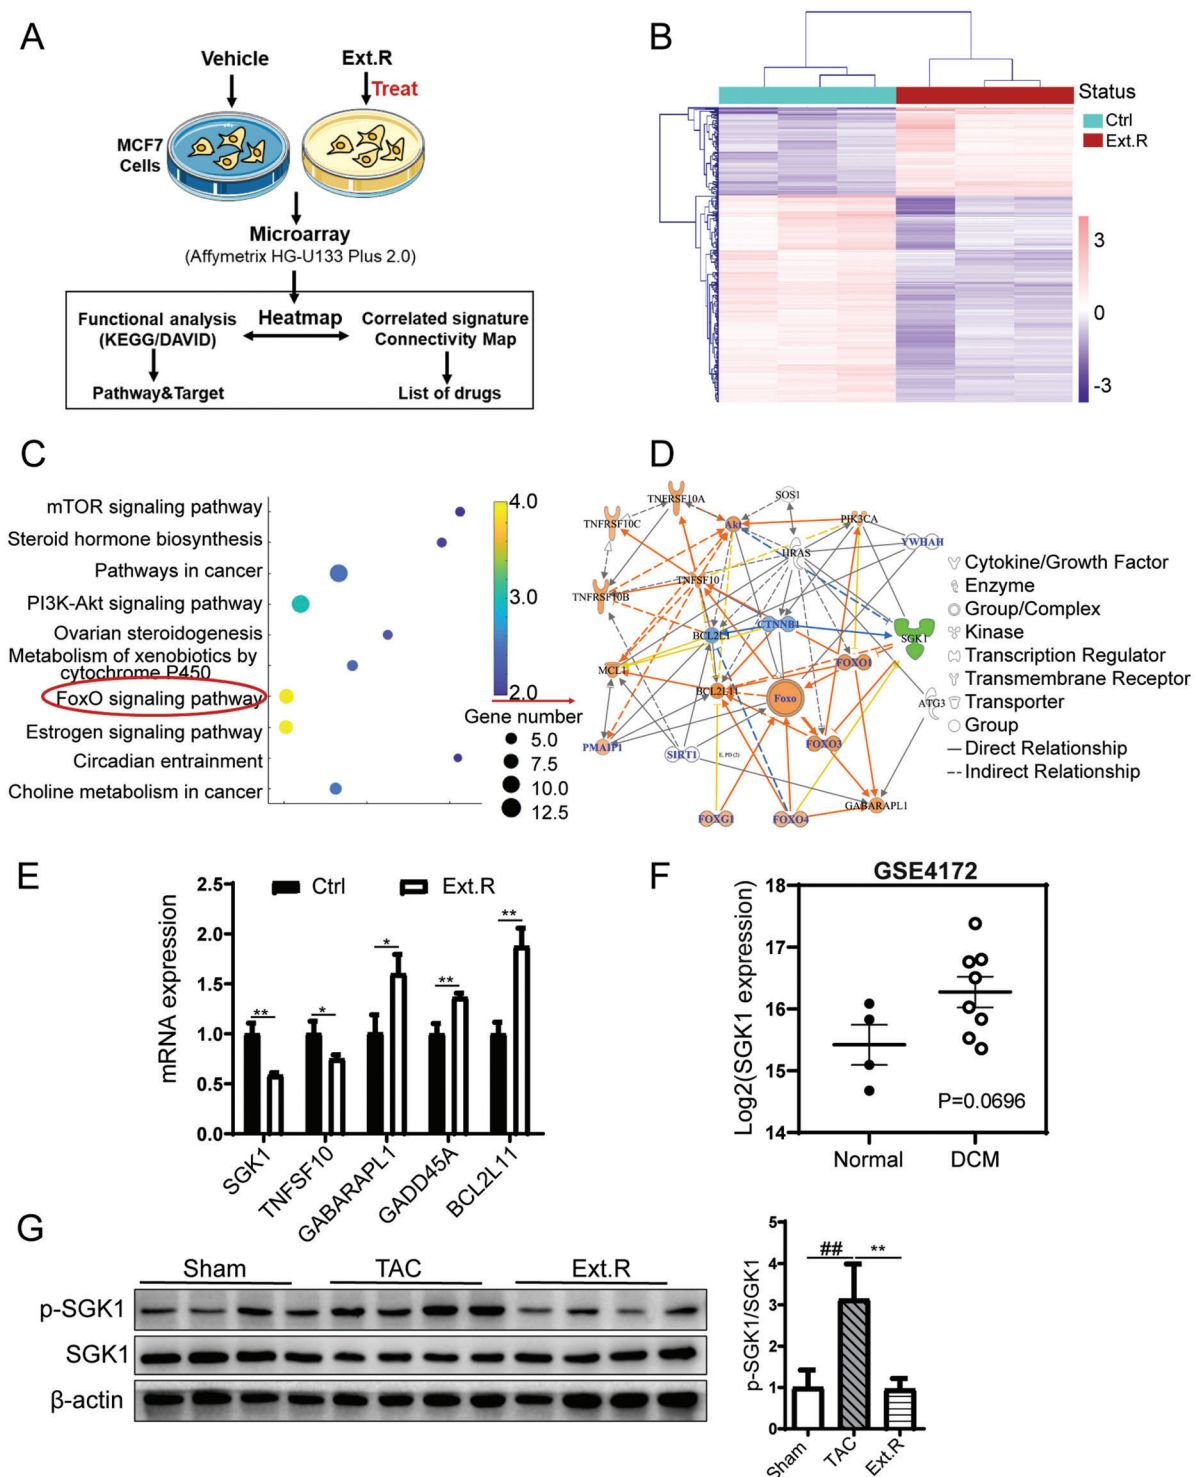 A
Vehicle
Ext.R
Treat
MCF7
Cells
Microarray
(Affymetrix HG-U133 Plus 2.0)
Functional analysis
(KEGG/DAVID)
Heatmap
Correlated signature
Connectivity Map
Pathway&Target
List of drugs
B
Status
Ctrl
Ext.R
3
0
-3
C
mTOR signaling pathway
Steroid hormone biosynthesis
Pathways in cancer
PI3K-Akt signaling pathway
Ovarian steroidogenesis
Metabolism of xenobiotics by
cytochrome P450
FoxO signaling pathway
Estrogen signaling pathway
Circadian entrainment
Choline metabolism in cancer
4.0
3.0
2.0
Gene number
5.0
7.5
10.0
12.5
D
TNFRSF10A
SOS1
TNFRSF10C
Akt
PIK3CA
HRAS
YWHAH
TNFSF10
TNFRSF10B
BCL2L1
CTNNB1
SGK1
MCL1
FOXO1
BCL2L11
Foxo
ATG3
PMAIP1
SIRT1
E, PD (2)
FOXO3
GABARAPL1
FOXG1
FOXO4
Cytokine/Growth Factor
Enzyme
Group/Complex
Kinase
Transcription Regulator
Transmembrane Receptor
Transporter
Group
Direct Relationship
Indirect Relationship
E
Ctrl
Ext.R
mRNA expression
2.5
2.0
1.5
1.0
0.5
0.0
**
*
*
**
**
SGK1
TNFSF10
GABARAPL1
GADD45A
BCL2L11
F
GSE4172
Log2(SGK1 expression)
18
17
16
15
14
P=0.0696
Normal
DCM
G
Sham
TAC
Ext.R
p-SGK1
SGK1
β-actin
p-SGK1/SGK1
5
4
3
2
1
0
##
**
Sham
TAC
Ext.R